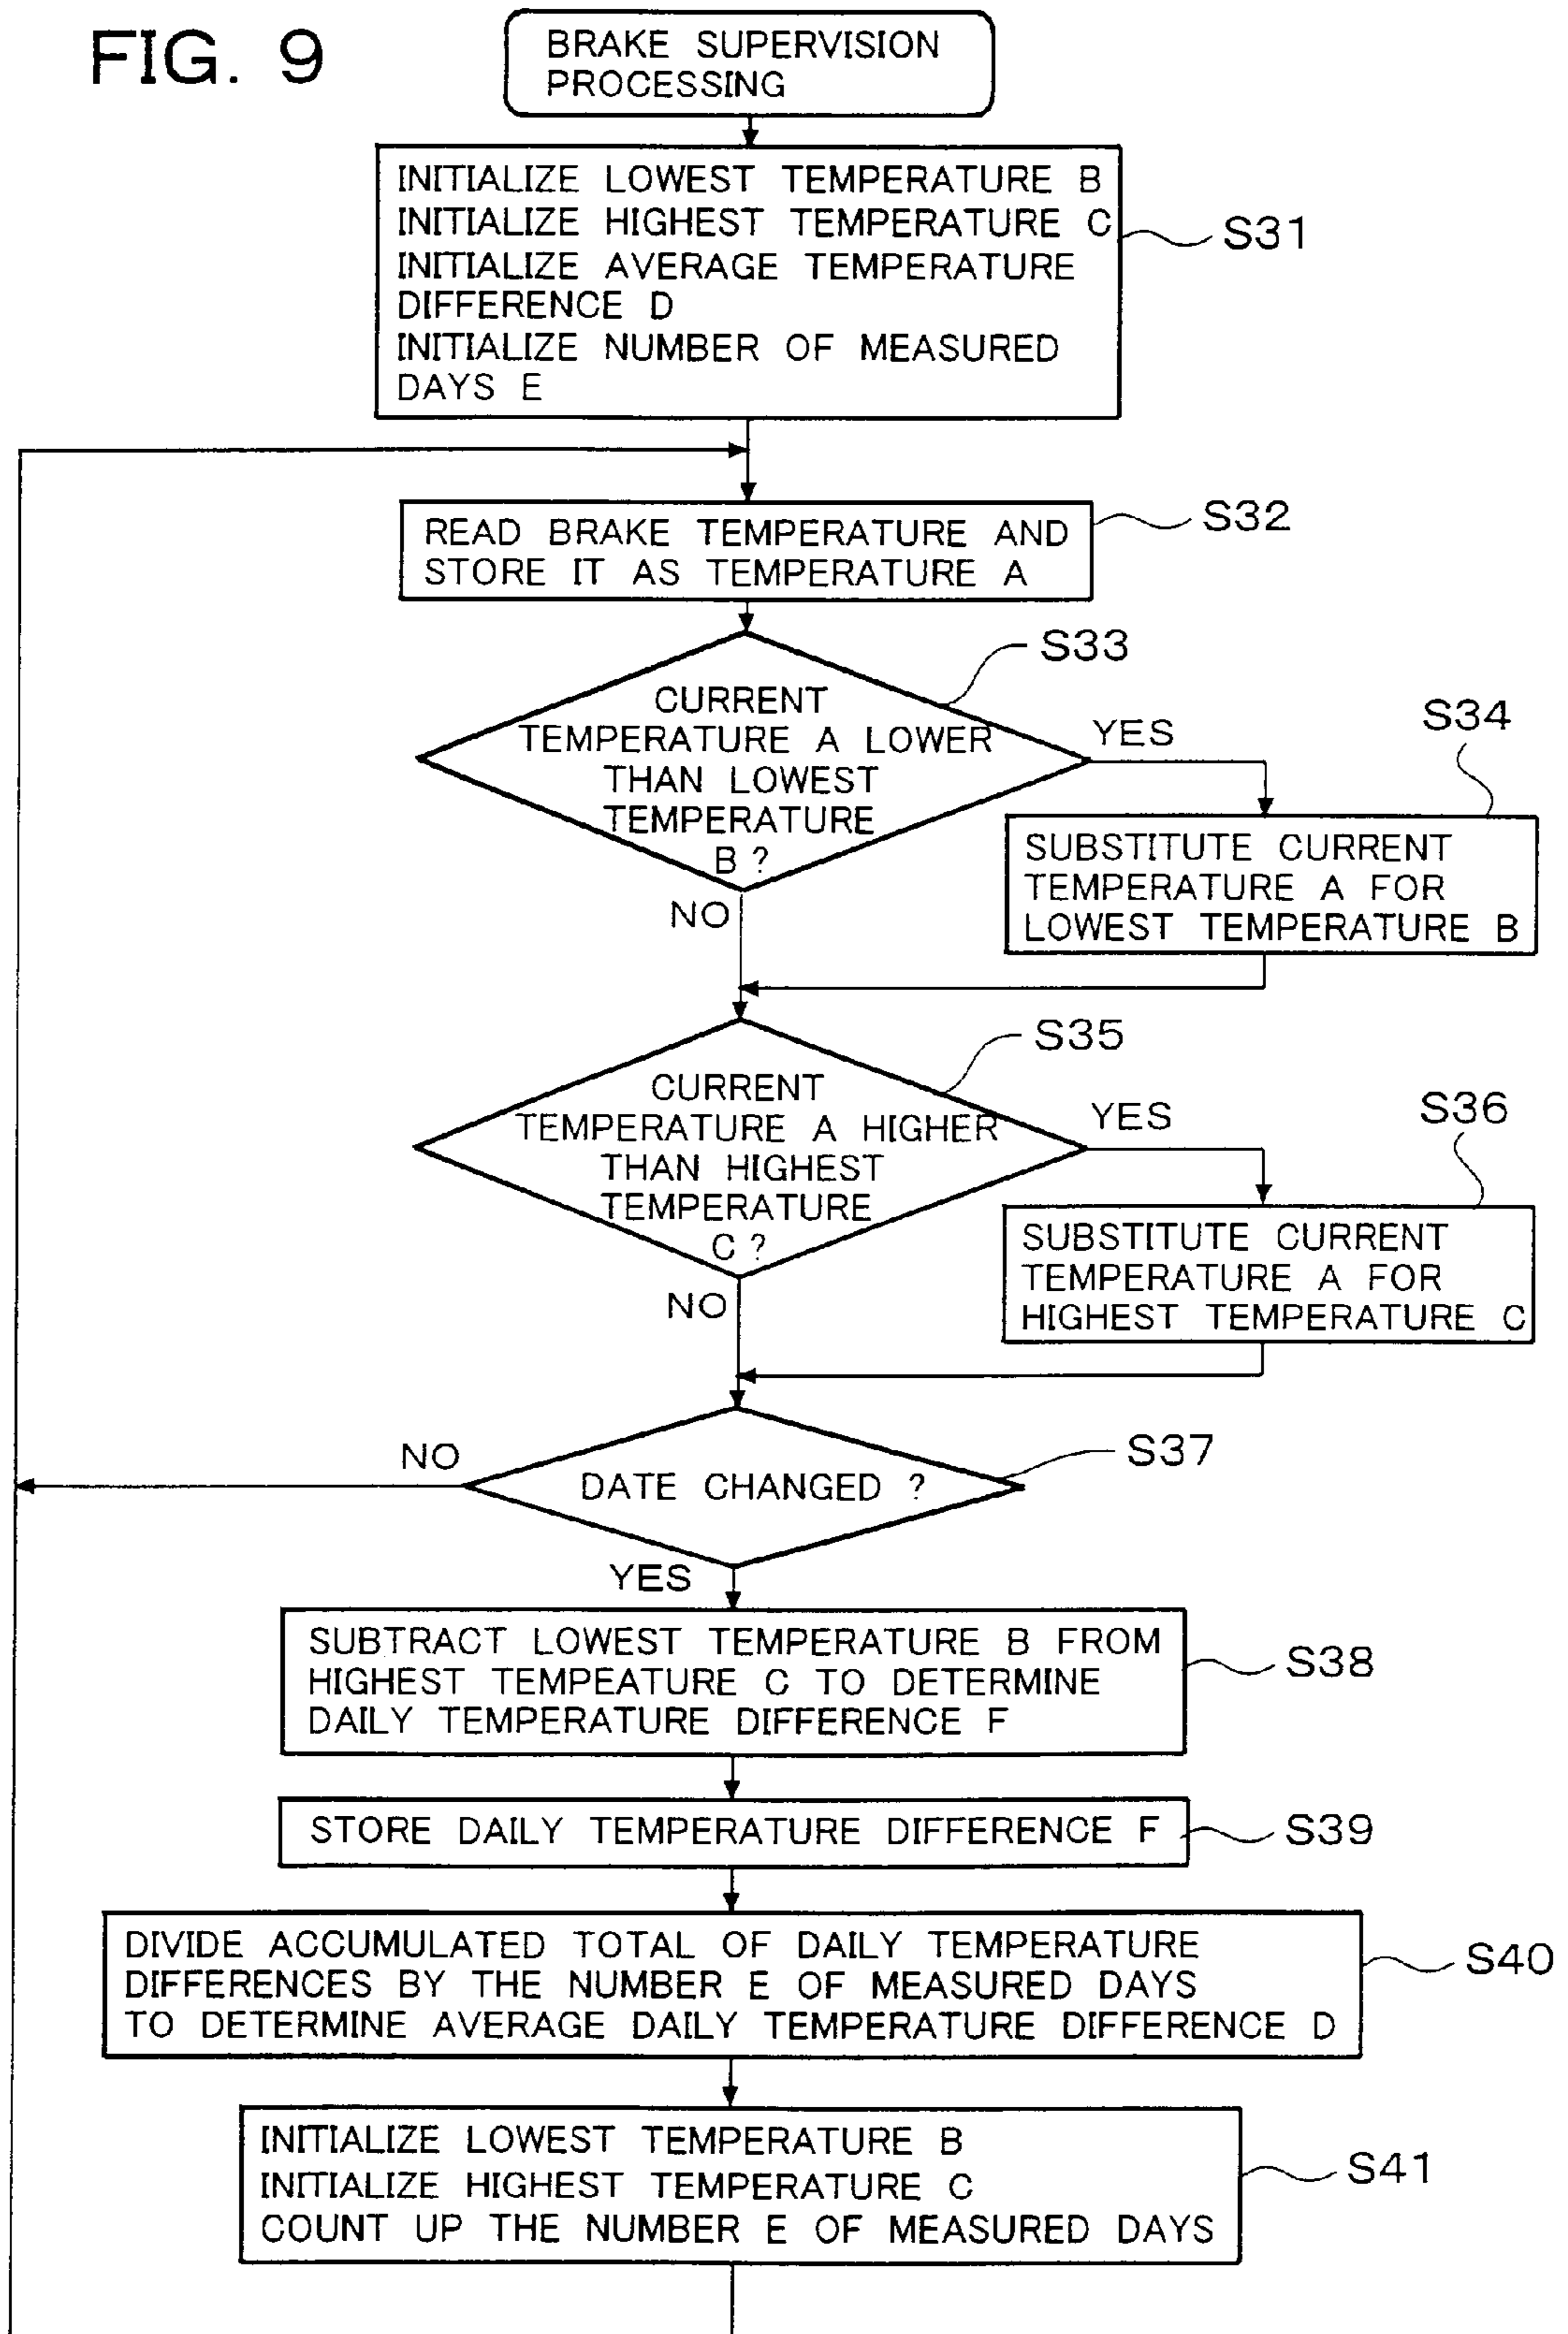 FIG. 9
BRAKE SUPERVISION
PROCESSING
INITIALIZE LOWEST TEMPERATURE B
INITIALIZE HIGHEST TEMPERATURE C
INITIALIZE AVERAGE TEMPERATURE
DIFFERENCE D
INITIALIZE NUMBER OF MEASURED
DAYS E
S31
READ BRAKE TEMPERATURE AND
STORE IT AS TEMPERATURE A
S32
CURRENT
TEMPERATURE A LOWER
THAN LOWEST
TEMPERATURE
B ?
S33
YES
NO
S34
SUBSTITUTE CURRENT
TEMPERATURE A FOR
LOWEST TEMPERATURE B
CURRENT
TEMPERATURE A HIGHER
THAN HIGHEST
TEMPERATURE
C ?
S35
YES
NO
S36
SUBSTITUTE CURRENT
TEMPERATURE A FOR
HIGHEST TEMPERATURE C
DATE CHANGED ?
S37
NO
YES
SUBTRACT LOWEST TEMPERATURE B FROM
HIGHEST TEMPEATURE C TO DETERMINE
DAILY TEMPERATURE DIFFERENCE F
S38
STORE DAILY TEMPERATURE DIFFERENCE F
S39
DIVIDE ACCUMULATED TOTAL OF DAILY TEMPERATURE
DIFFERENCES BY THE NUMBER E OF MEASURED DAYS
TO DETERMINE AVERAGE DAILY TEMPERATURE DIFFERENCE D
S40
INITIALIZE LOWEST TEMPERATURE B
INITIALIZE HIGHEST TEMPERATURE C
COUNT UP THE NUMBER E OF MEASURED DAYS
S41